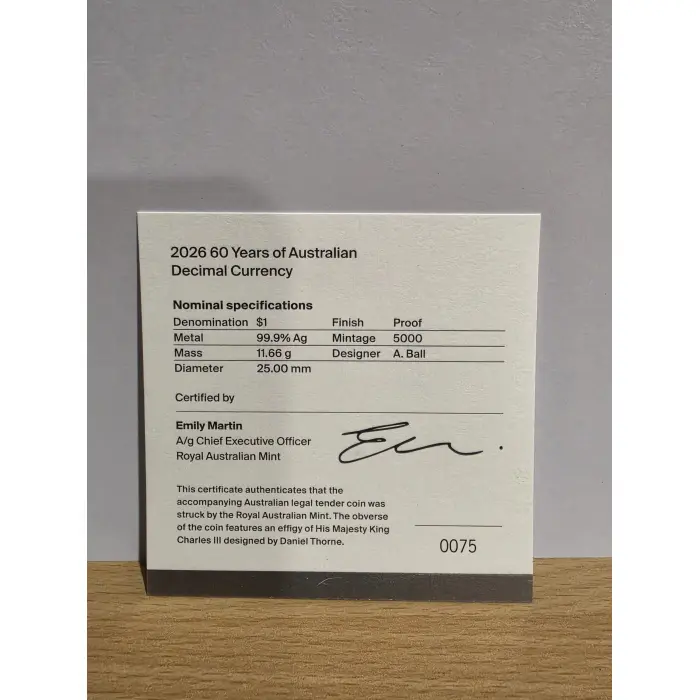 2026 60 Years of Australian
Decimal Currency
Nominal specifications
Denomination $1 Finish Proof
Metal 99.9% Ag Mintage 5000
Mass 11.66 g Designer A. Ball
Diameter 25.00 mm
Certified by
Emily Martin
A/g Chief Executive Officer
Royal Australian Mint
This certificate authenticates that the
accompanying Australian legal tender coin was
struck by the Royal Australian Mint. The obverse
of the coin features an effigy of His Majesty King
Charles III designed by Daniel Thorne.
0075